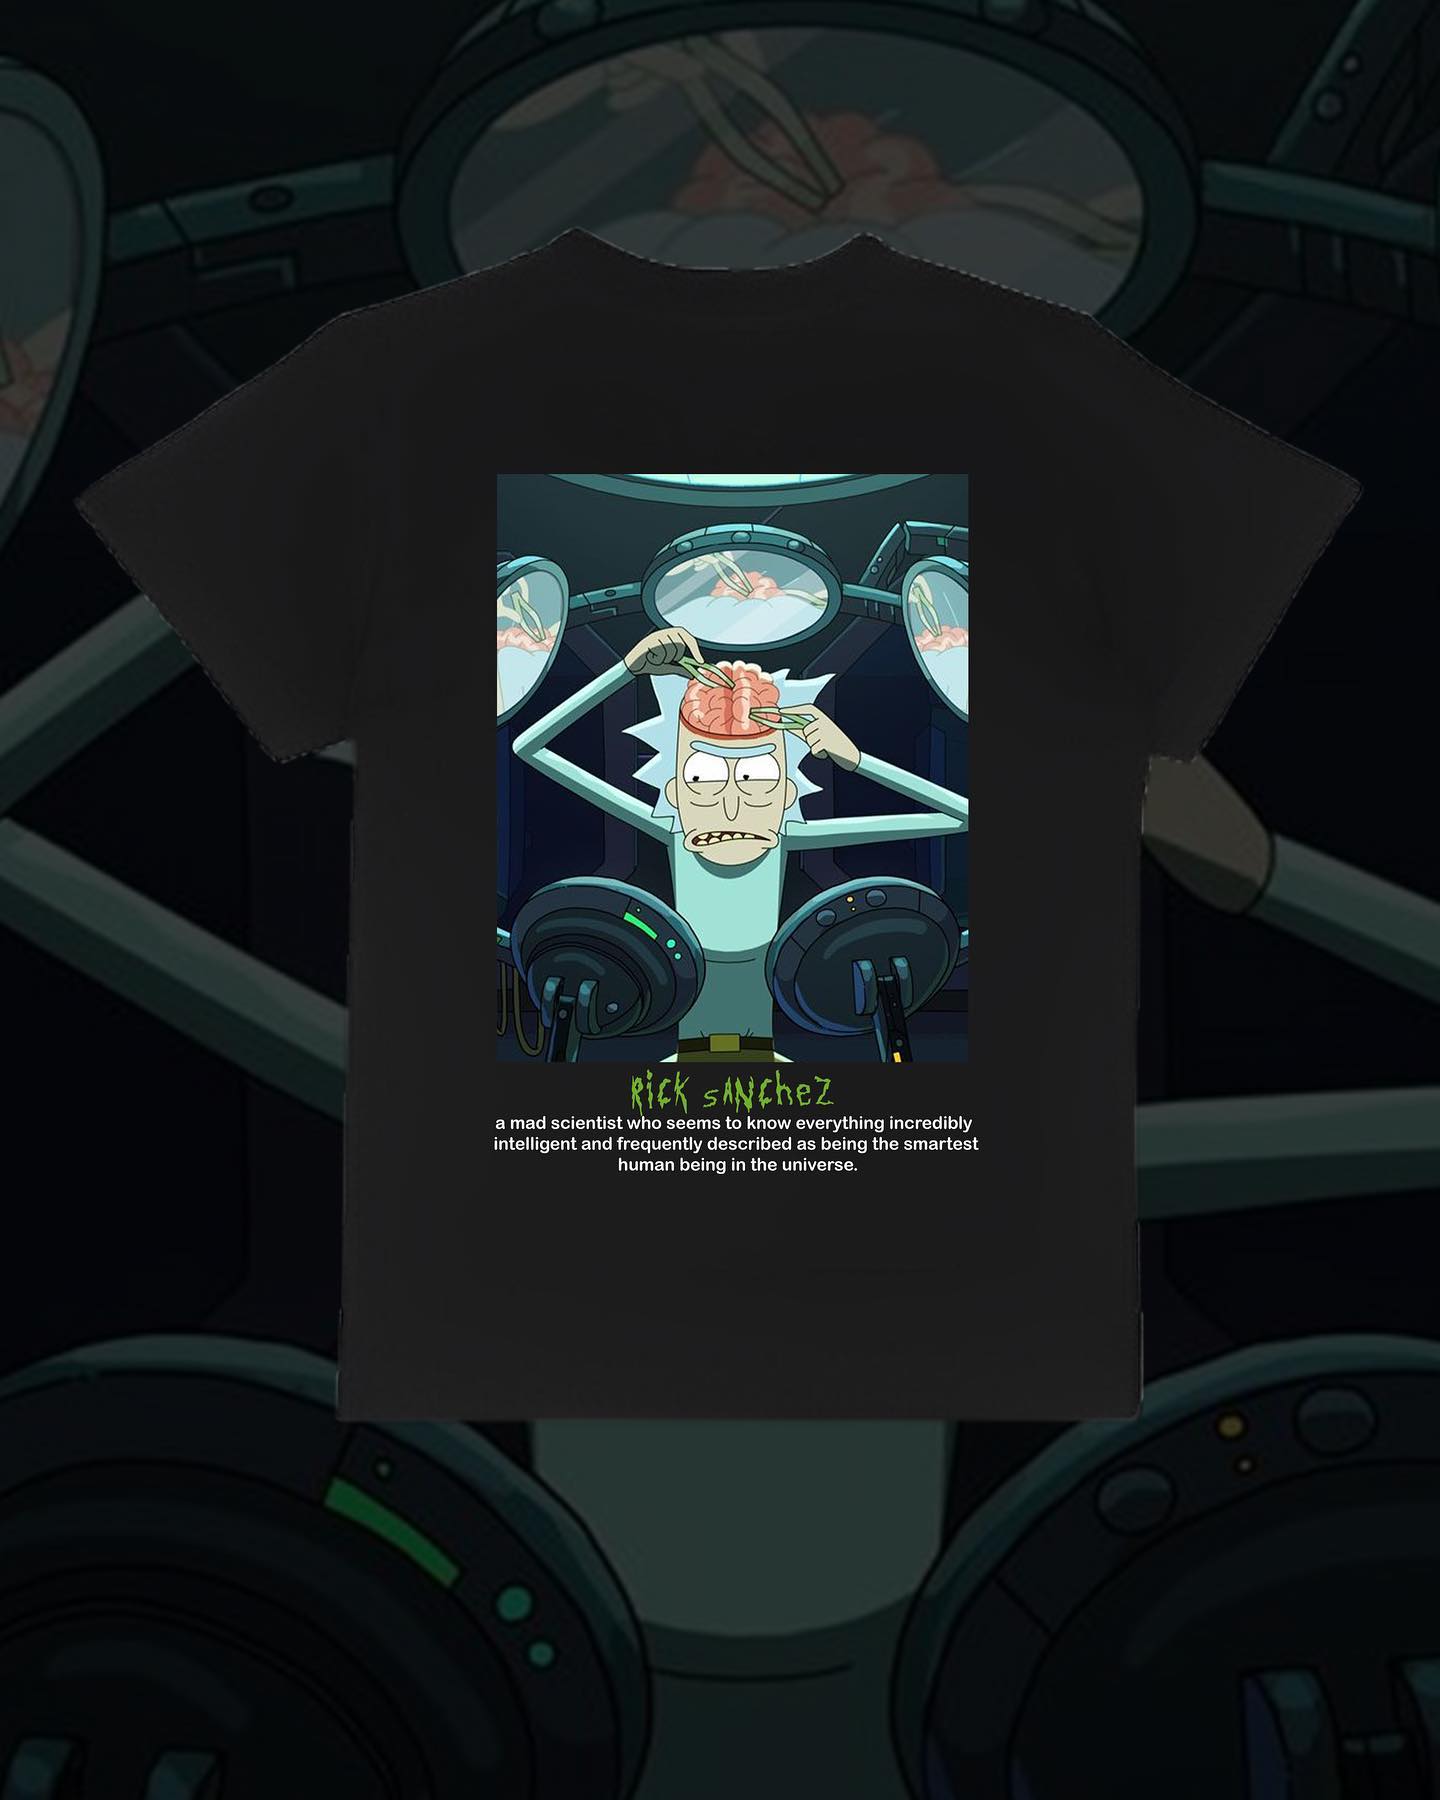 Rick SANcheZ
a mad scientist who seems to know everything incredibly
intelligent and frequently described as being the smartest
human being in the universe.